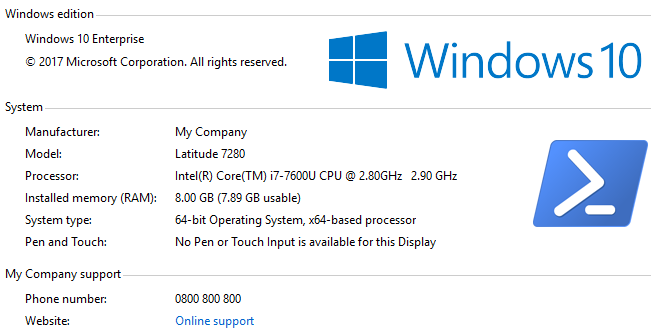 Windows edition
Windows 10 Enterprise
© 2017 Microsoft Corporation. All rights reserved.
Windows 10
System
Manufacturer: My Company
Model: Latitude 7280
Processor: Intel(R) Core(TM) i7-7600U CPU @ 2.80GHz 2.90 GHz
Installed memory (RAM): 8.00 GB (7.89 GB usable)
System type: 64-bit Operating System, x64-based processor
Pen and Touch: No Pen or Touch Input is available for this Display
My Company support
Phone number: 0800 800 800
Website: Online support